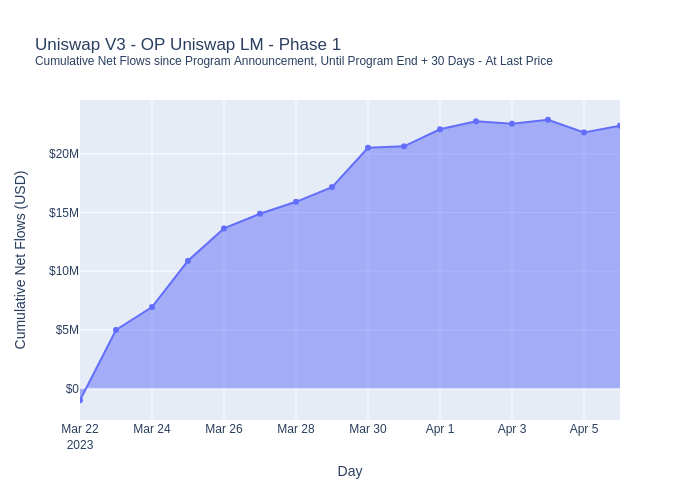 Uniswap V3 - OP Uniswap LM - Phase 1
Cumulative Net Flows since Program Announcement, Until Program End + 30 Days - At Last Price
Cumulative Net Flows (USD)
$20M
$15M
$10M
$5M
$0
Mar 22 Mar 24 Mar 26 Mar 28 Mar 30 Apr 1 Apr 3 Apr 5
2023
Day